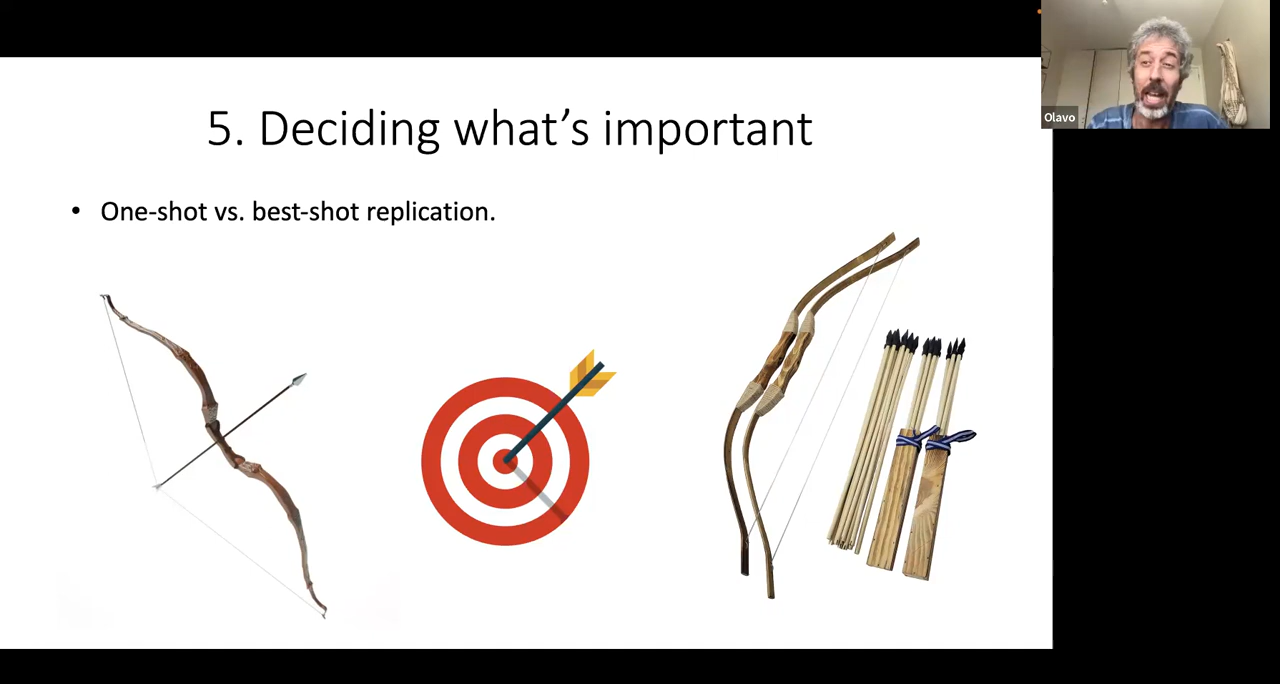 5. Deciding what's important
• One-shot vs. best-shot replication.
Olavo